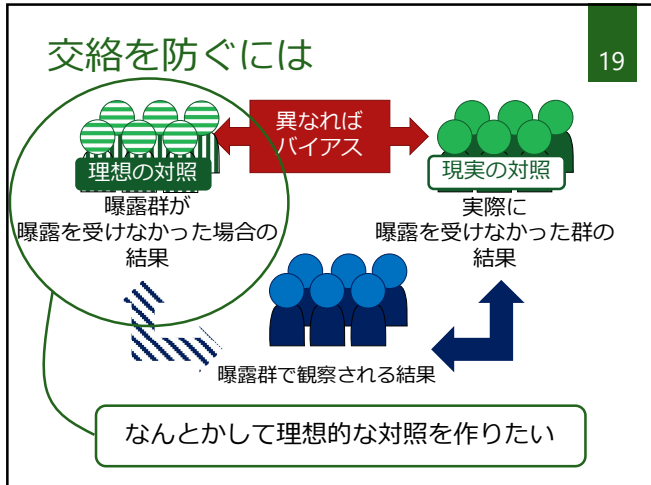 交絡を防ぐには
19
異なれば
バイアス
理想の対照
現実の対照
曝露群が
曝露を受けなかった場合の
結果
実際に
曝露を受けなかった群の
結果
曝露群で観察される結果
なんとかして理想的な対照を作りたい